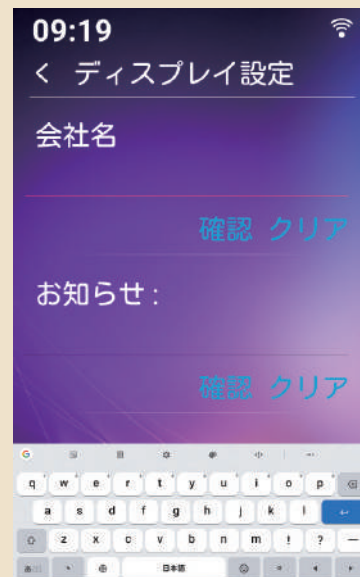 09:19
< ディスプレイ設定
会社名
確認 クリア
お知らせ :
確認 クリア
q w e r t y u i o p
a s d f g h j k l
z x c v b n m ! ? —
日本語